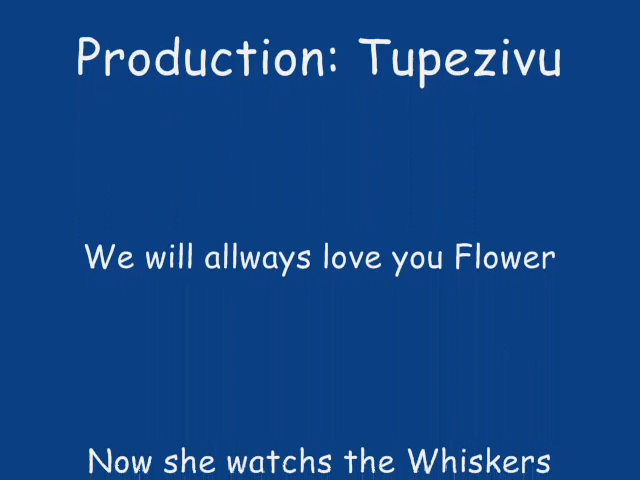 Production: Tupezivu
We will allways love you Flower
Now she watchs the Whiskers